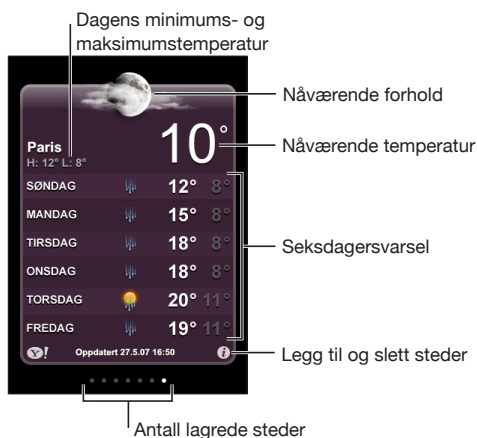 Dagens minimums- og
maksimumstemperatur
Nåværende forhold
Paris
H: 12° L: 8°
10°
Nåværende temperatur
SØNDAG 12° 8°
MANDAG 15° 8°
TIRSDAG 18° 8°
ONSDAG 18° 8°
TORSDAG 20° 11°
FREDAG 19° 11°
Seksdagersvarsel
Y! Oppdatert 27.5.07 16:50 i
Legg til og slett steder
Antall lagrede steder